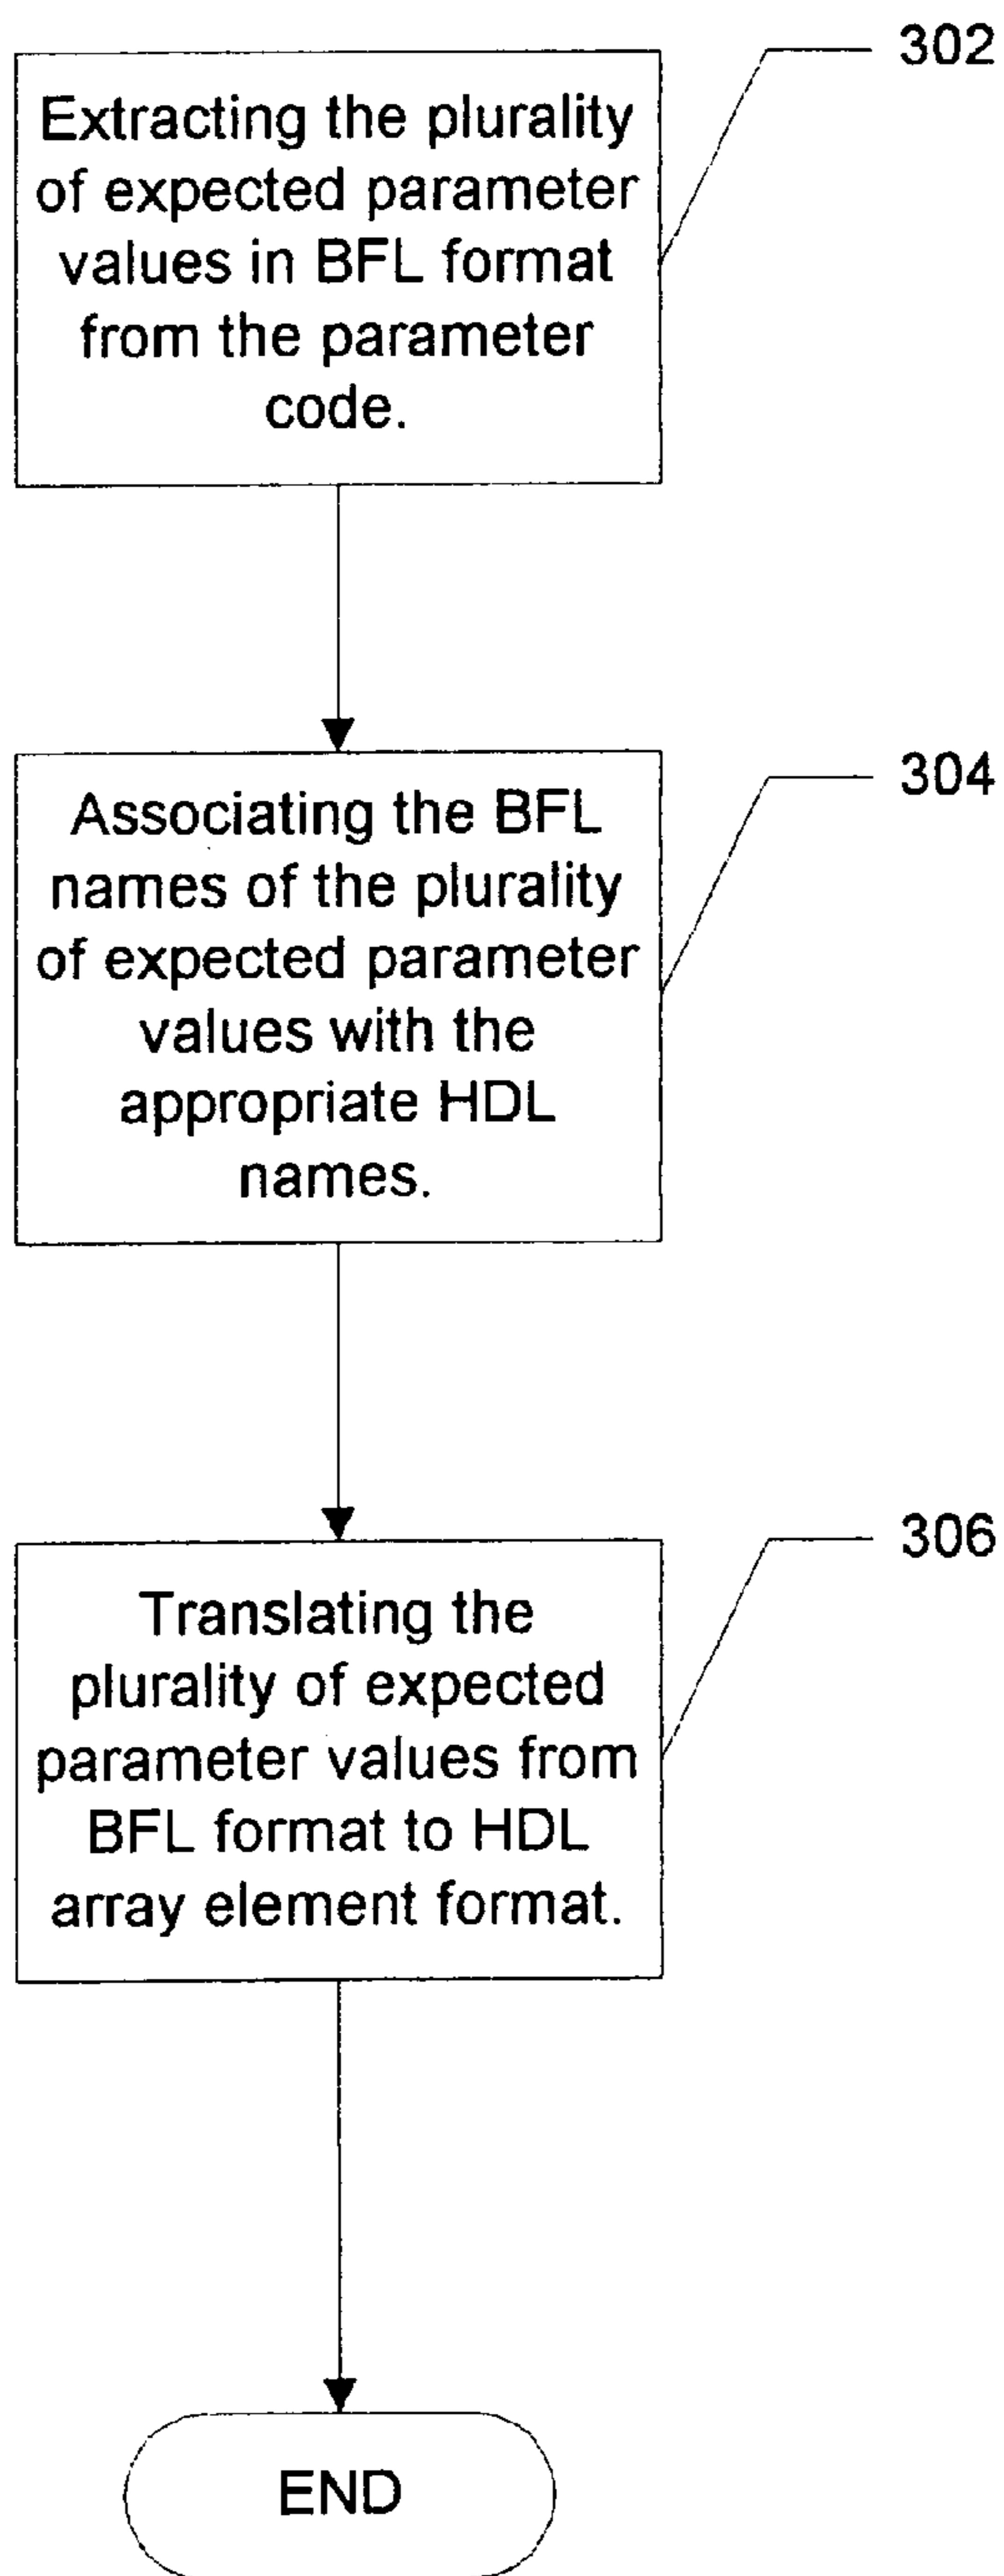 302
Extracting the plurality
of expected parameter
values in BFL format
from the parameter
code.
304
Associating the BFL
names of the plurality
of expected parameter
values with the
appropriate HDL
names.
306
Translating the
plurality of expected
parameter values from
BFL format to HDL
array element format.
END